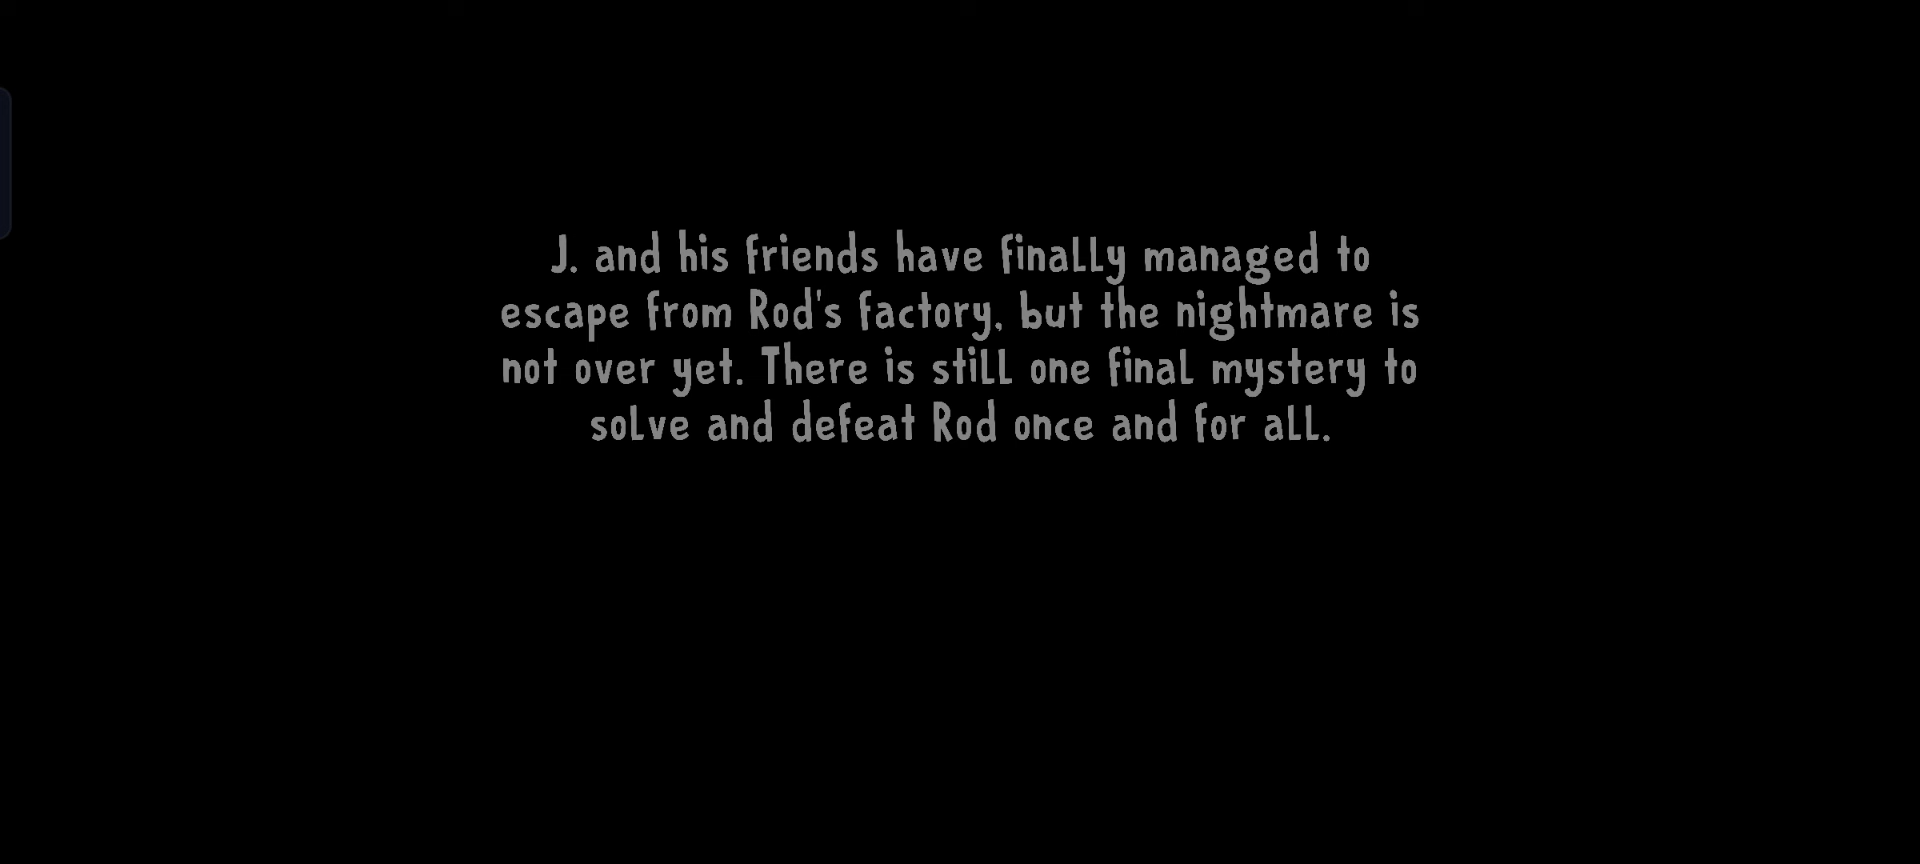 J. and his friends have finally managed to
escape from Rod's factory, but the nightmare is
not over yet. There is still one final mystery to
solve and defeat Rod once and for all.